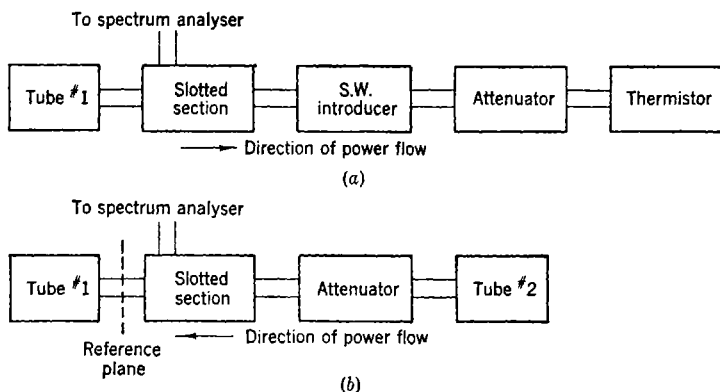 To spectrum analyser
Tube #1
Slotted
section
S.W.
introducer
Attenuator
Thermistor
Direction of power flow
(a)
To spectrum analyser
Tube #1
Slotted
section
Attenuator
Tube #2
Direction of power flow
Reference
plane
(b)